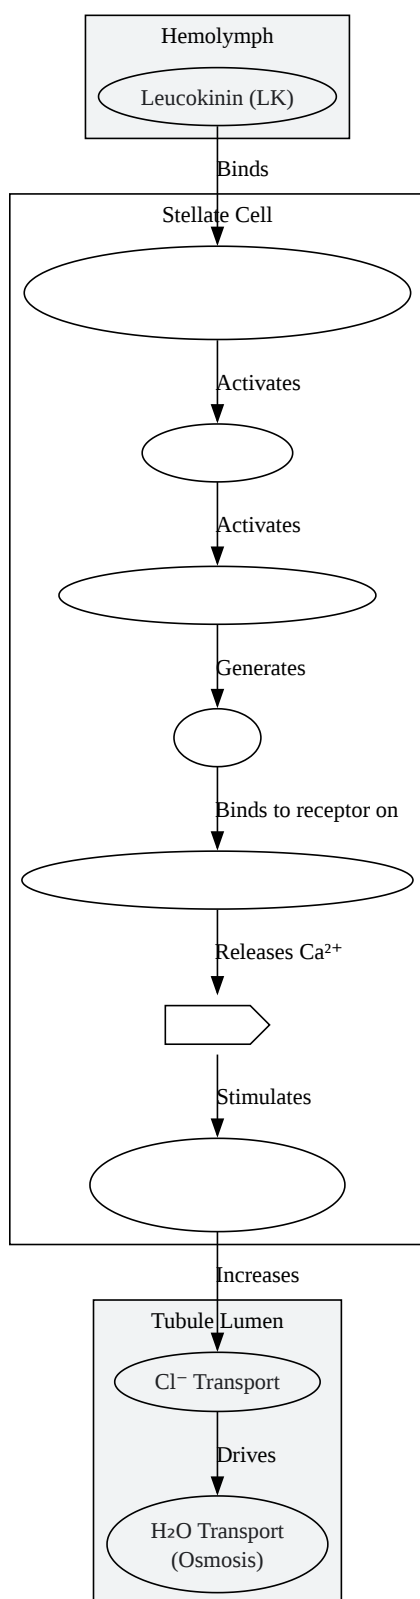 Hemolymph
Leucokinin (LK)
Binds
Stellate Cell
Activates
Activates
Generates
Binds to receptor on
Releases Ca²⁺
Stimulates
Increases
Tubule Lumen
Cl⁻ Transport
Drives
H₂O Transport
(Osmosis)